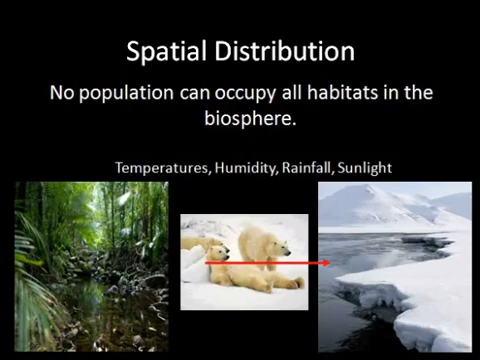 Spatial Distribution
No population can occupy all habitats in the
biosphere.
Temperatures, Humidity, Rainfall, Sunlight